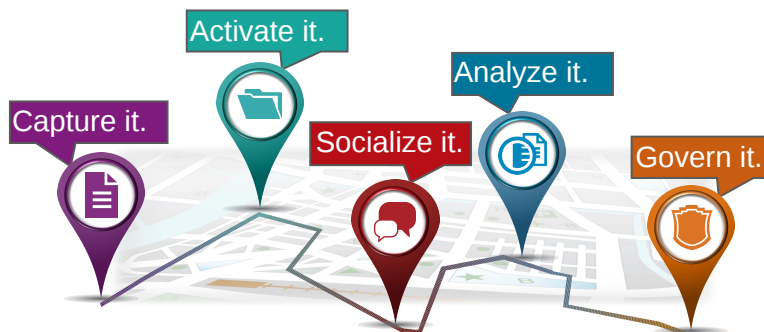 Capture it.
Activate it.
Socialize it.
Analyze it.
Govern it.